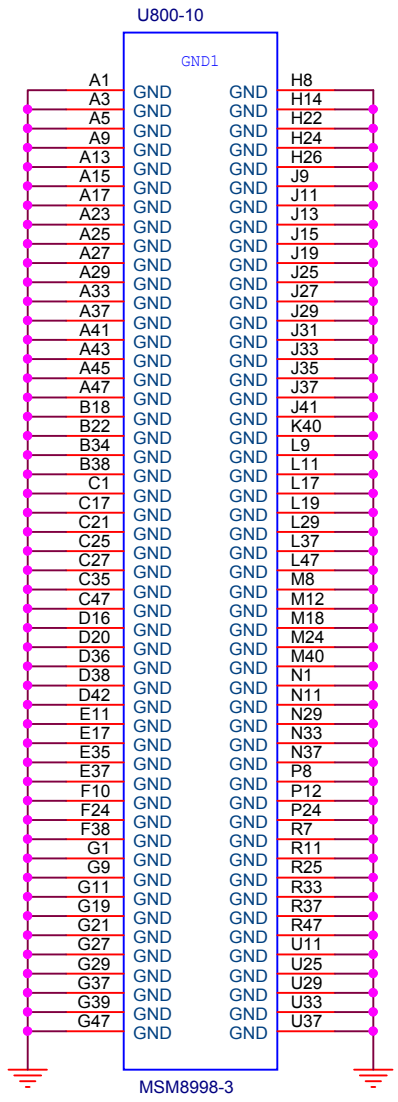 U800-10
GND1
A1 GND GND H8
A3 GND GND H14
A5 GND GND H22
A9 GND GND H24
A13 GND GND H26
A15 GND GND J9
A17 GND GND J11
A23 GND GND J13
A25 GND GND J15
A27 GND GND J19
A29 GND GND J25
A33 GND GND J27
A37 GND GND J29
A41 GND GND J31
A43 GND GND J33
A45 GND GND J35
A47 GND GND J37
B18 GND GND J41
B22 GND GND K40
B34 GND GND L9
B38 GND GND L11
C1 GND GND L17
C17 GND GND L19
C21 GND GND L29
C25 GND GND L37
C27 GND GND L47
C35 GND GND M8
C47 GND GND M12
D16 GND GND M18
D20 GND GND M24
D36 GND GND M40
D38 GND GND N1
D42 GND GND N11
E11 GND GND N29
E17 GND GND N33
E35 GND GND N37
E37 GND GND P8
F10 GND GND P12
F24 GND GND P24
F38 GND GND R7
G1 GND GND R11
G9 GND GND R25
G11 GND GND R33
G19 GND GND R37
G21 GND GND R47
G27 GND GND U11
G29 GND GND U25
G37 GND GND U29
G39 GND GND U33
G47 GND GND U37
MSM8998-3